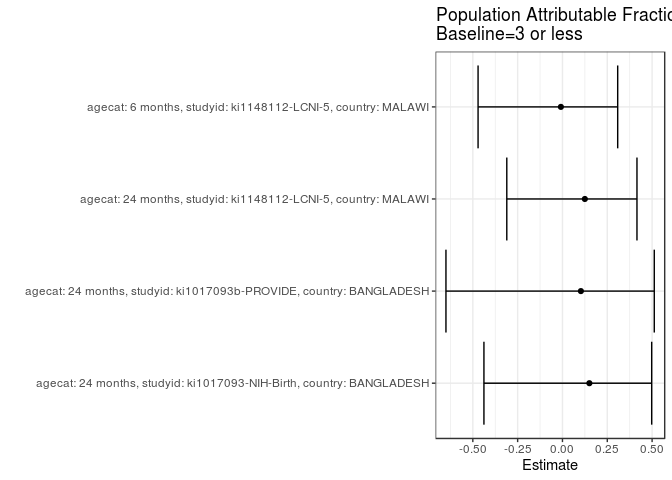 Population Attributable Fractic
Baseline=3 or less
agecat: 6 months, studyid: ki1148112-LCNI-5, country: MALAWI
agecat: 24 months, studyid: ki1148112-LCNI-5, country: MALAWI
agecat: 24 months, studyid: ki1017093b-PROVIDE, country: BANGLADESH
agecat: 24 months, studyid: ki1017093-NIH-Birth, country: BANGLADESH
-0.50 -0.25 0.00 0.25 0.50
Estimate